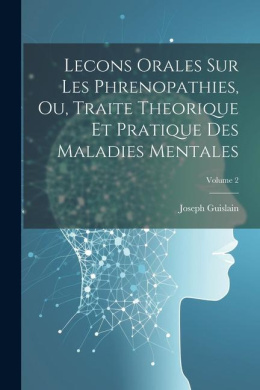 Lecons Orales Sur
Les Phrenopathies,
Ou, Traite Theorique
Et Pratique Des
Maladies Mentales
Volume 2
Joseph Guislain